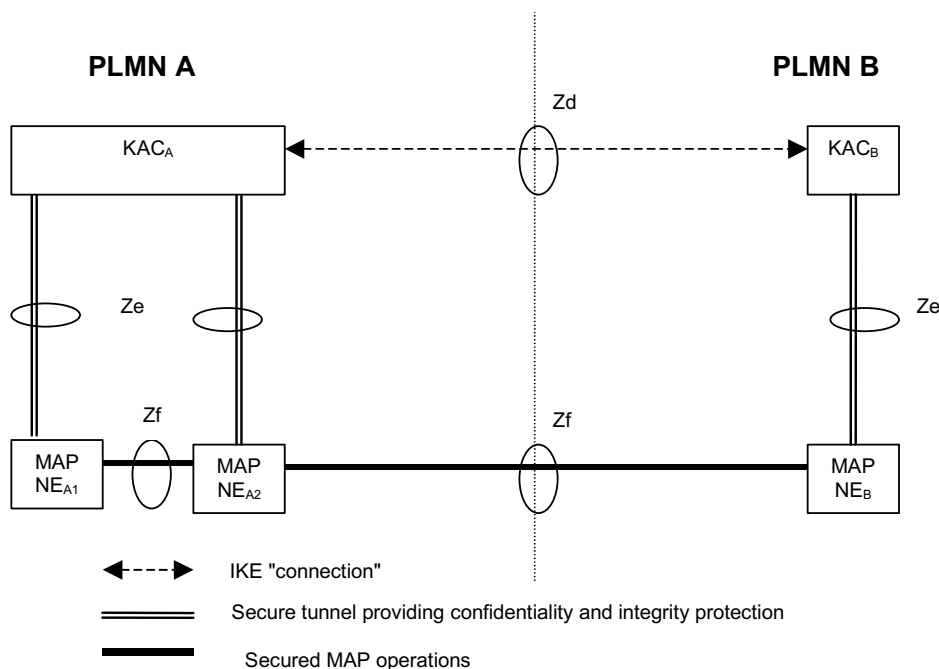 PLMN A
PLMN B
Zd
KACA
KACB
Ze
Ze
Zf
Zf
MAP
NEA1
MAP
NEA2
MAP
NEB
IKE "connection"
Secure tunnel providing confidentiality and integrity protection
Secured MAP operations